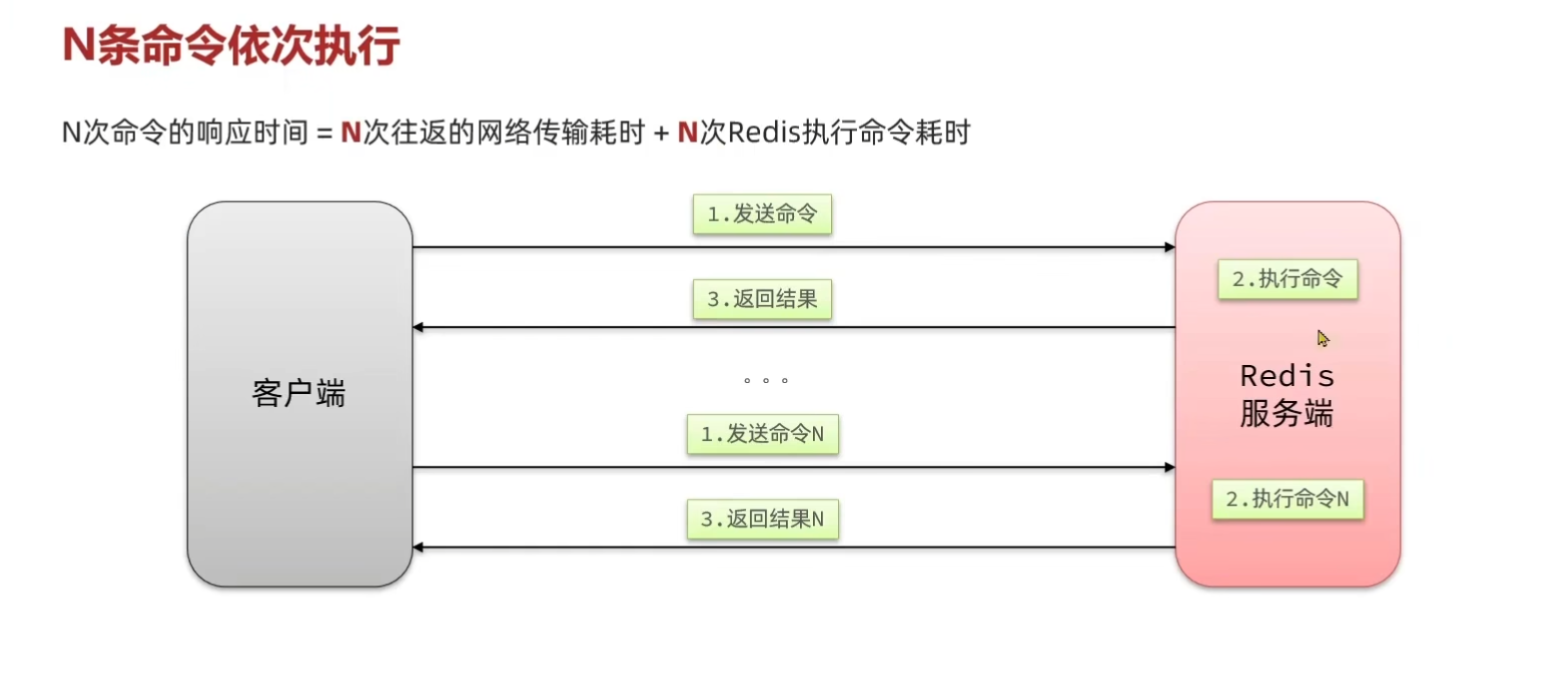 N条命令依次执行
N次命令的响应时间 = N次往返的网络传输耗时 + N次Redis执行命令耗时
1.发送命令
2.执行命令
3.返回结果
客户端
。。。
Redis
服务端
1.发送命令N
2.执行命令N
3.返回结果N